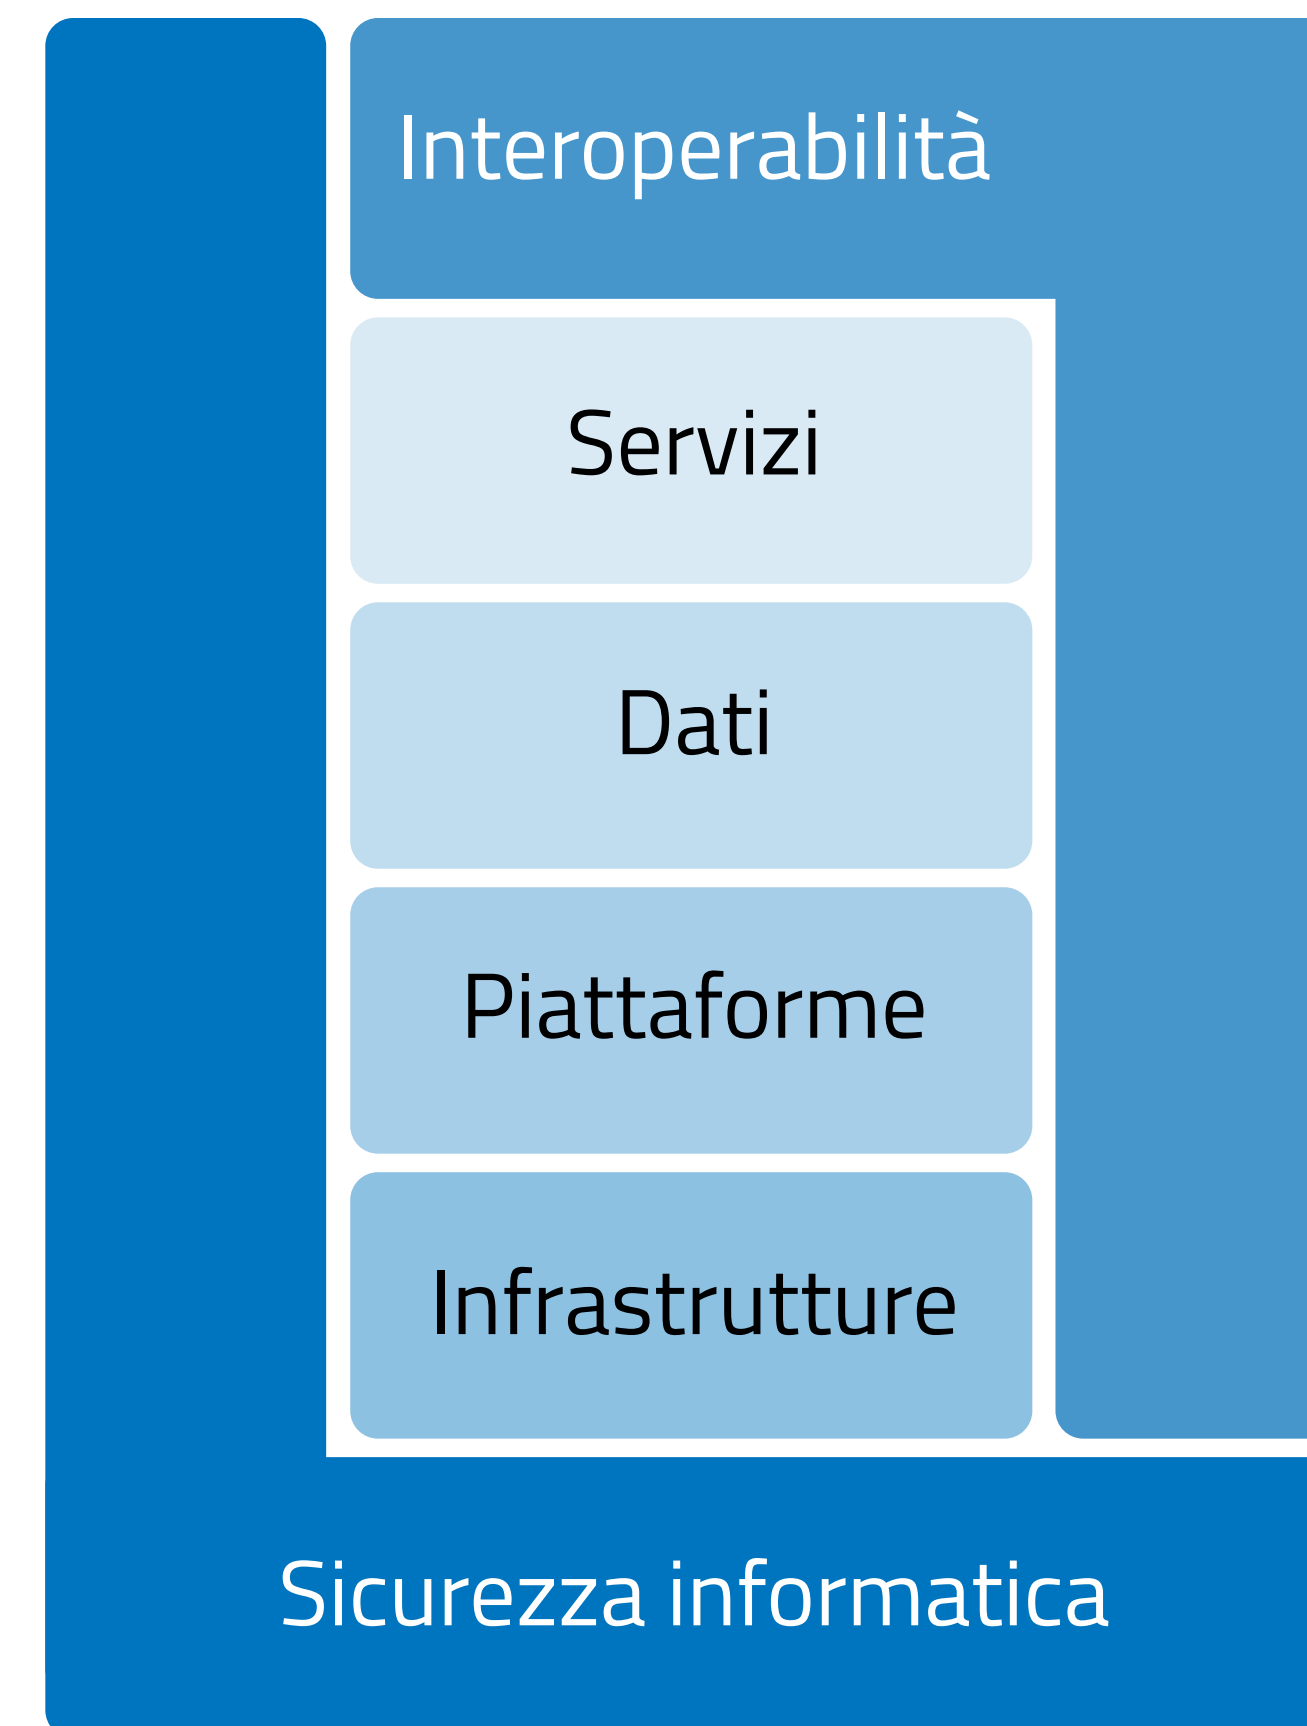 Interoperabilità
Servizi
Dati
Piattaforme
Infrastrutture
Sicurezza informatica